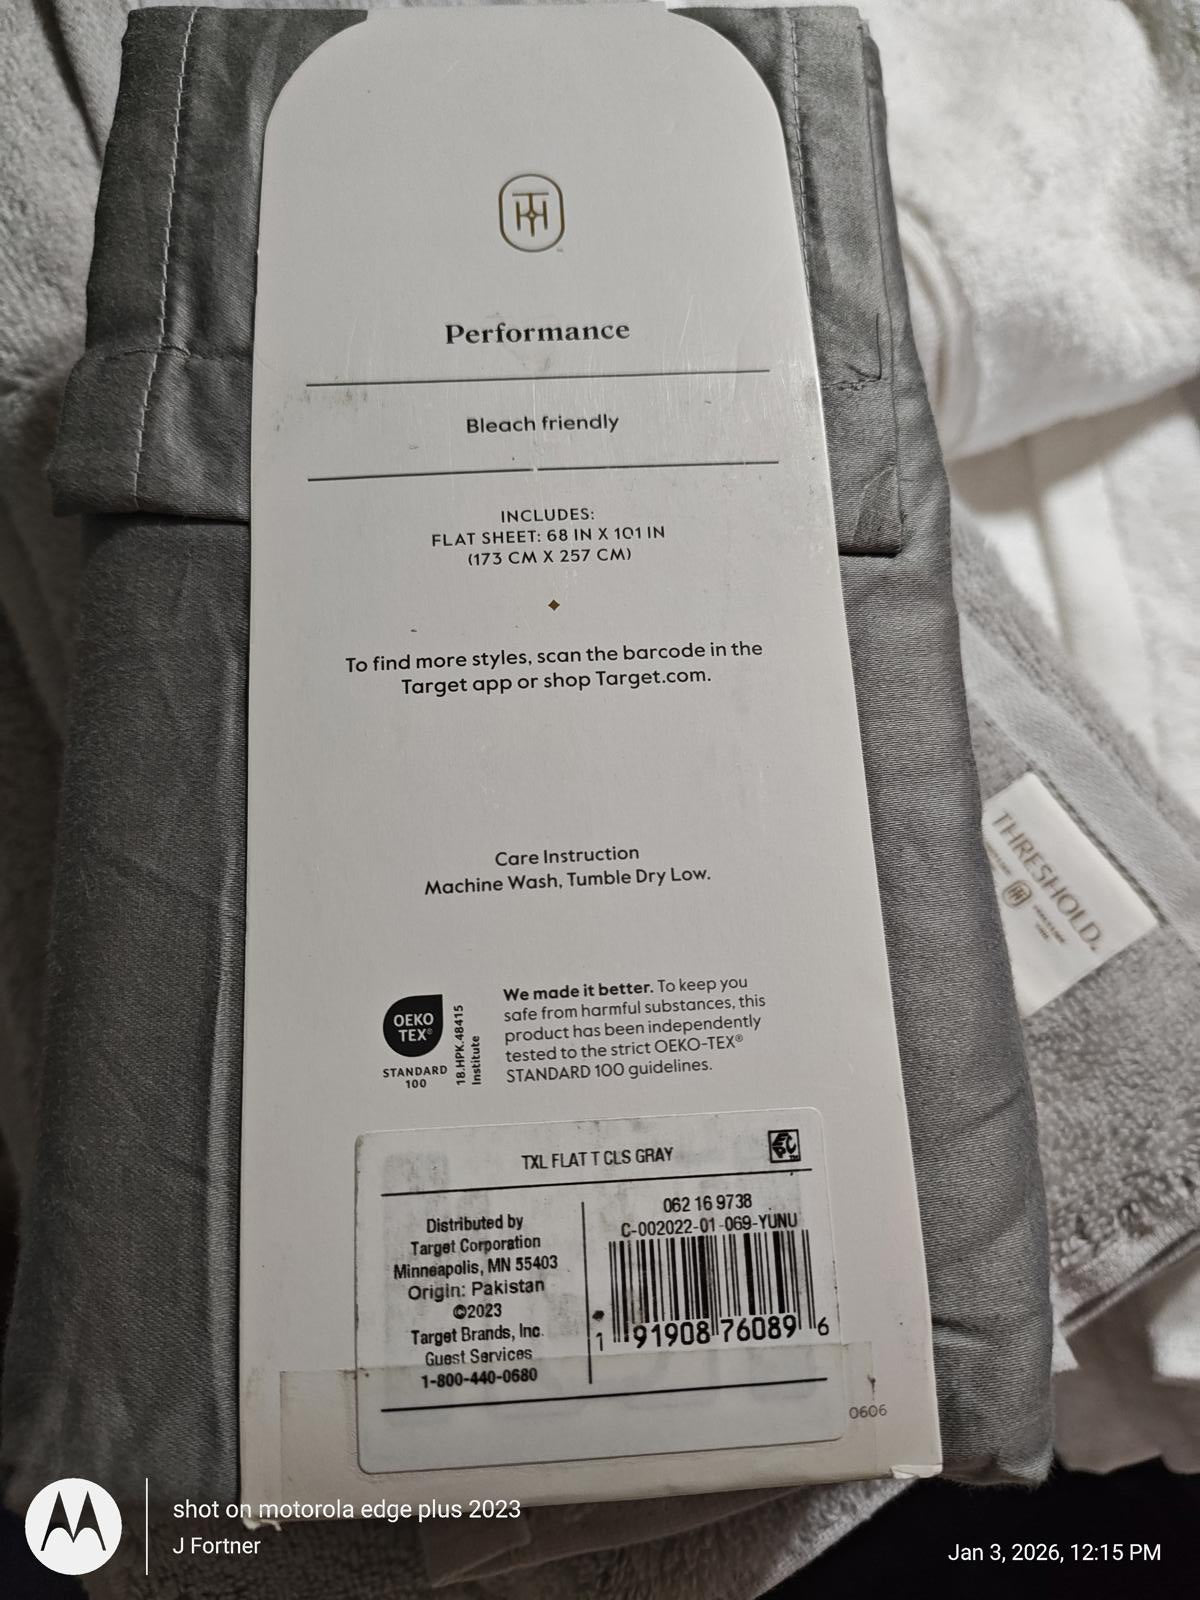 Performance
Bleach friendly
INCLUDES:
FLAT SHEET: 68 IN X 101 IN
(173 CM X 257 CM)
To find more styles, scan the barcode in the
Target app or shop Target.com.
Care Instruction
Machine Wash, Tumble Dry Low.
OEKO
TEX®
STANDARD
100
18.HPK.48415
Institute
We made it better. To keep you
safe from harmful substances, this
product has been independently
tested to the strict OEKO-TEX®
STANDARD 100 guidelines.
TXL FLAT T CLS GRAY
Distributed by
Target Corporation
Minneapolis, MN 55403
Origin: Pakistan
©2023
Target Brands, Inc.
Guest Services
1-800-440-0680
062 16 9738
C-002022-01-069-YUNU
1 91908 76089 6
0606
THRESHOLD
shot on motorola edge plus 2023
J Fortner
Jan 3, 2026, 12:15 PM